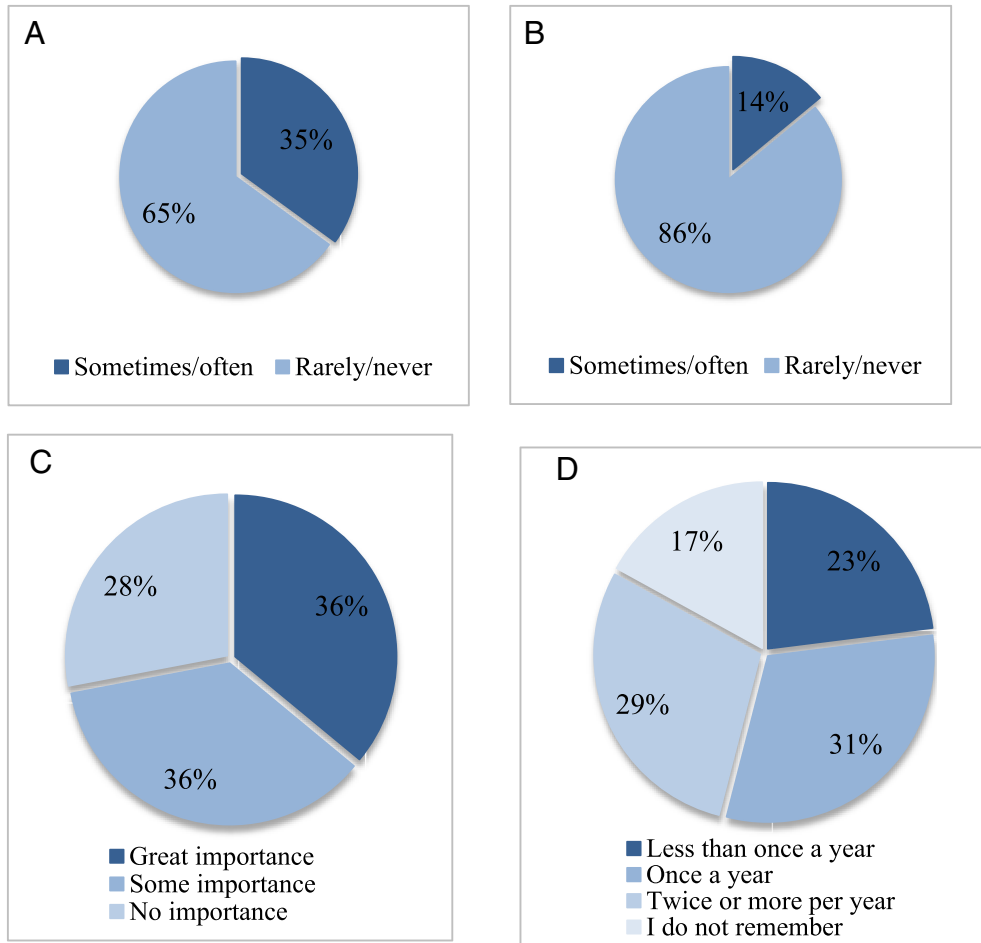 A
35%
65%
Sometimes/often Rarely/never
B
14%
86%
Sometimes/often Rarely/never
C
28%
36%
36%
Great importance
Some importance
No importance
D
17%
23%
29%
31%
Less than once a year
Once a year
Twice or more per year
I do not remember